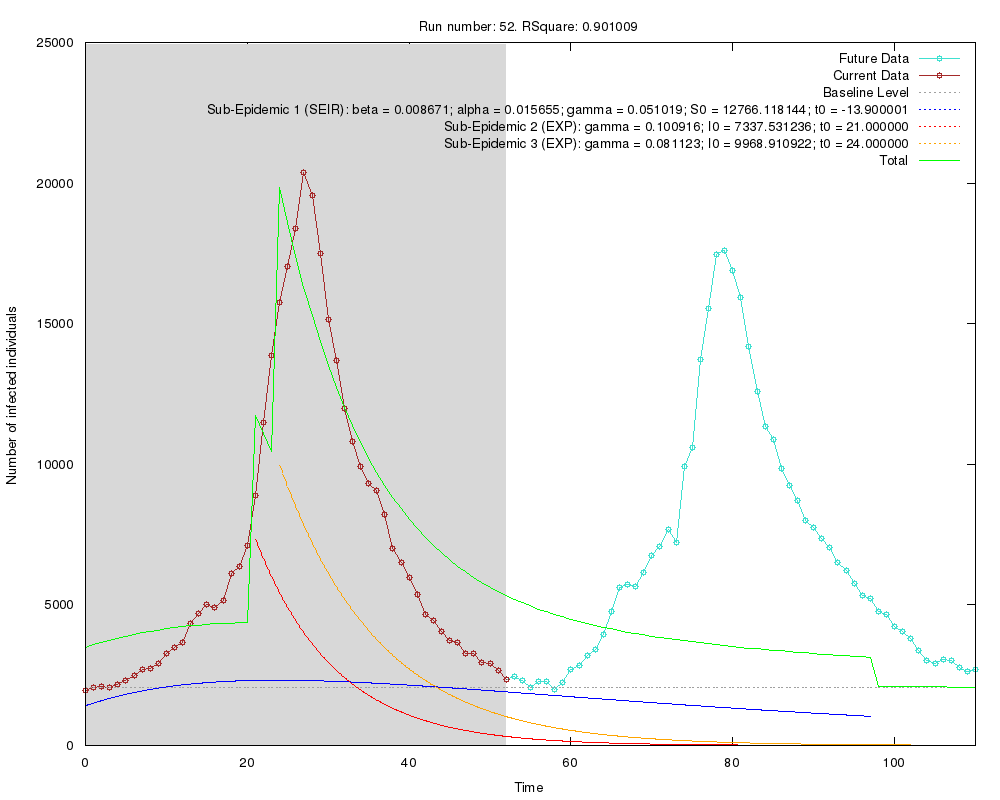 Run number: 52. RSquare: 0.901009
25000
20000
15000
10000
5000
0
Number of infected individuals
Future Data
Current Data
Baseline Level
Sub-Epidemic 1 (SEIR): beta = 0.008671; alpha = 0.015655; gamma = 0.051019; S0 = 12766.118144; t0 = -13.900001
Sub-Epidemic 2 (EXP): gamma = 0.100916; I0 = 7337.531236; t0 = 21.000000
Sub-Epidemic 3 (EXP): gamma = 0.081123; I0 = 9968.910922; t0 = 24.000000
Total
0 20 40 60 80 100
Time